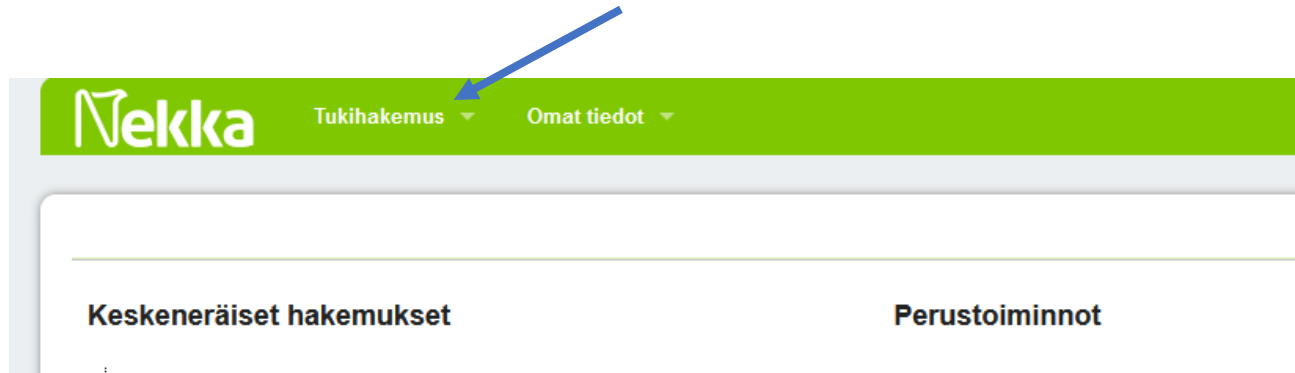 Nekka
Tukihakemus
Omat tiedot
Keskeneräiset hakemukset
Perustoiminnot